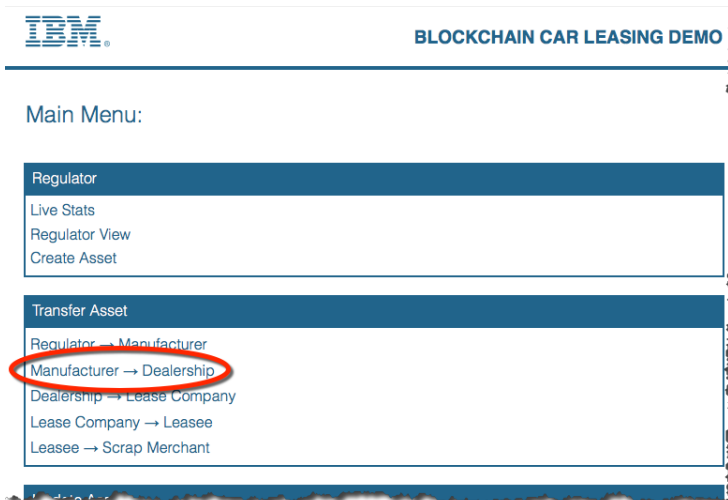 IBM®
BLOCKCHAIN CAR LEASING DEMO
Main Menu:
Regulator
Live Stats
Regulator View
Create Asset
Transfer Asset
Regulator → Manufacturer
Manufacturer → Dealership
Dealership → Lease Company
Lease Company → Leasee
Leasee → Scrap Merchant